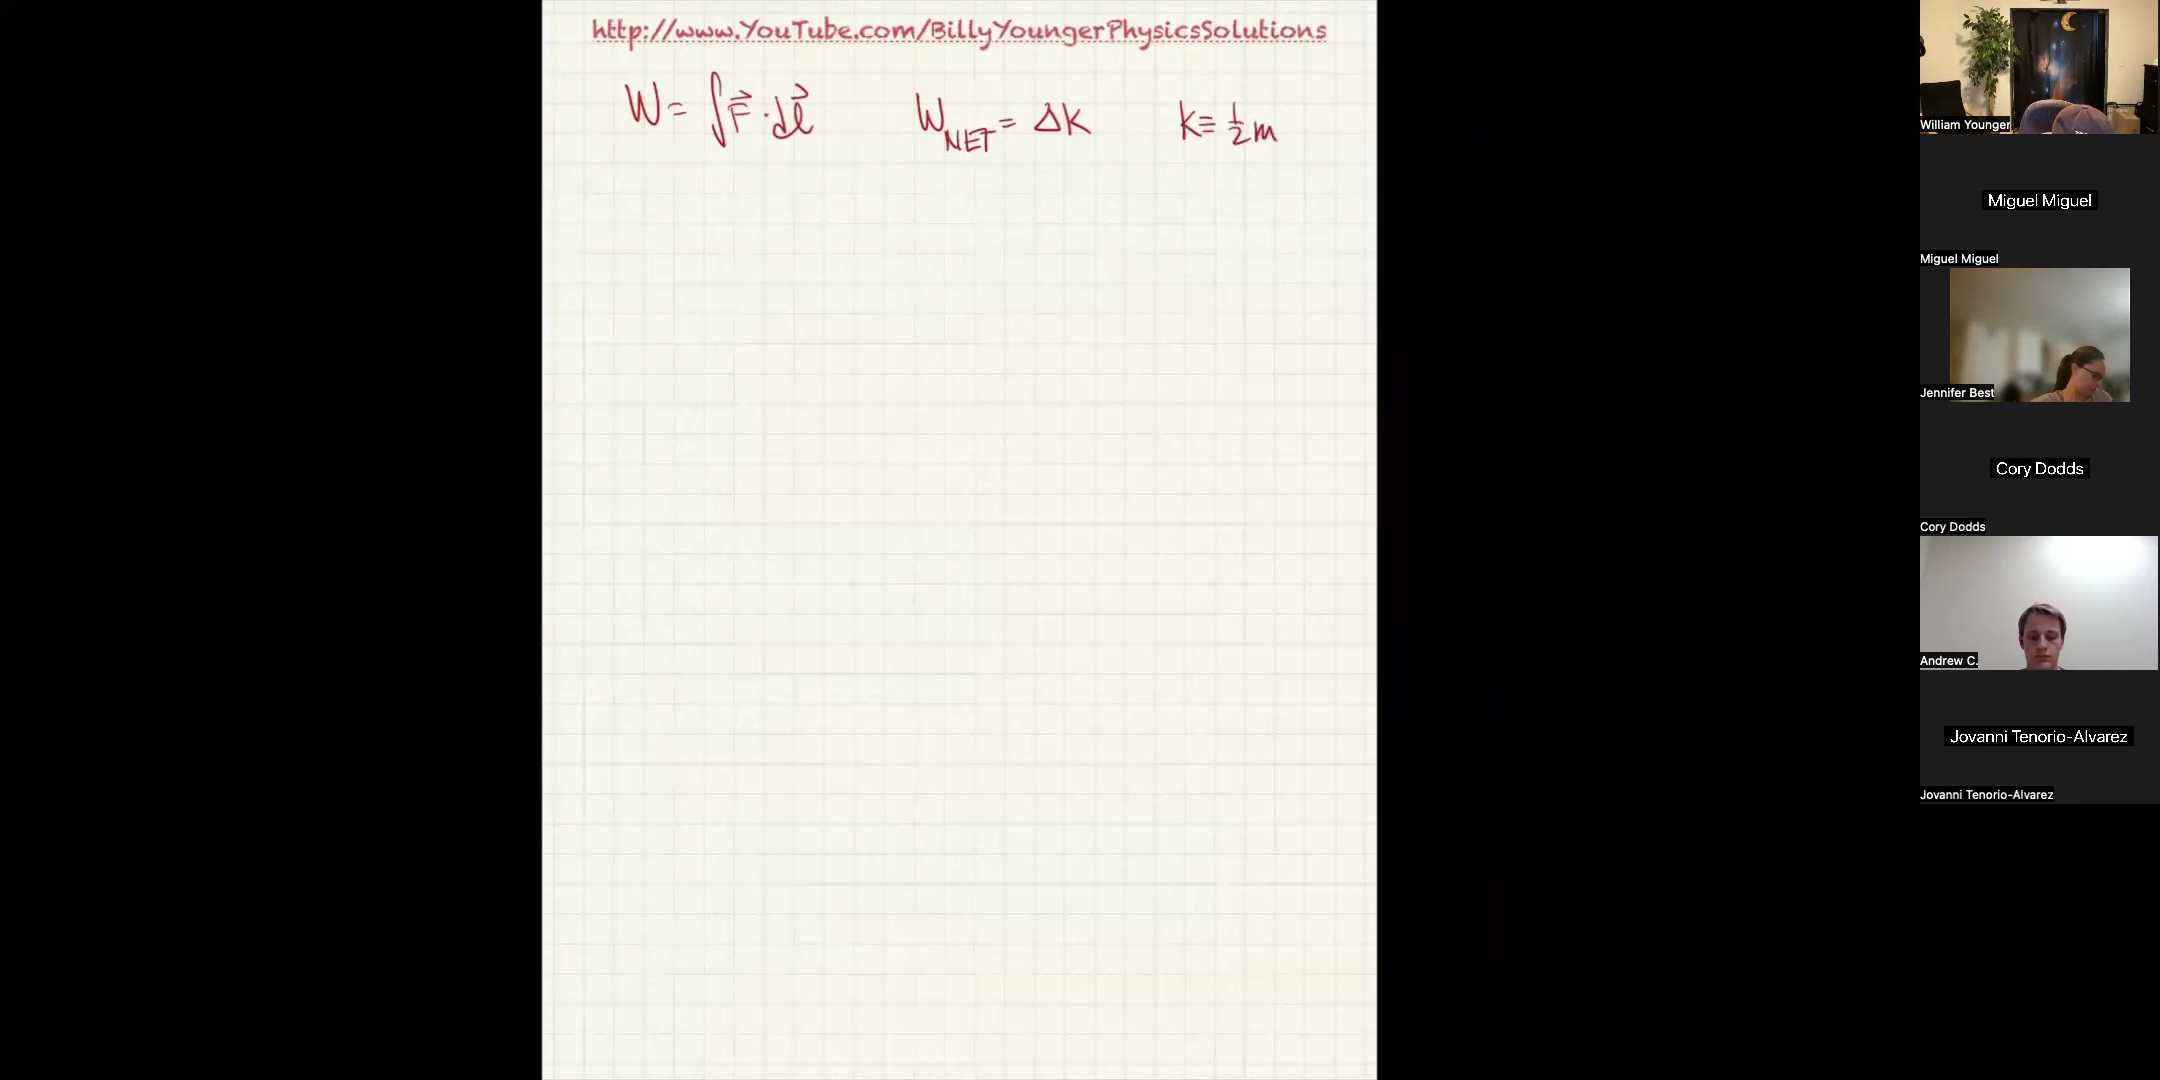 http://www.YouTube.com/BillyYoungerPhysicsSolutions
W = ∫F⃗ · dl⃗    W_NET = ΔK    K ≡ ½m
William Younger
Miguel Miguel
Miguel Miguel
Jennifer Best
Cory Dodds
Cory Dodds
Andrew C.
Jovanni Tenorio-Alvarez
Jovanni Tenorio-Alvarez